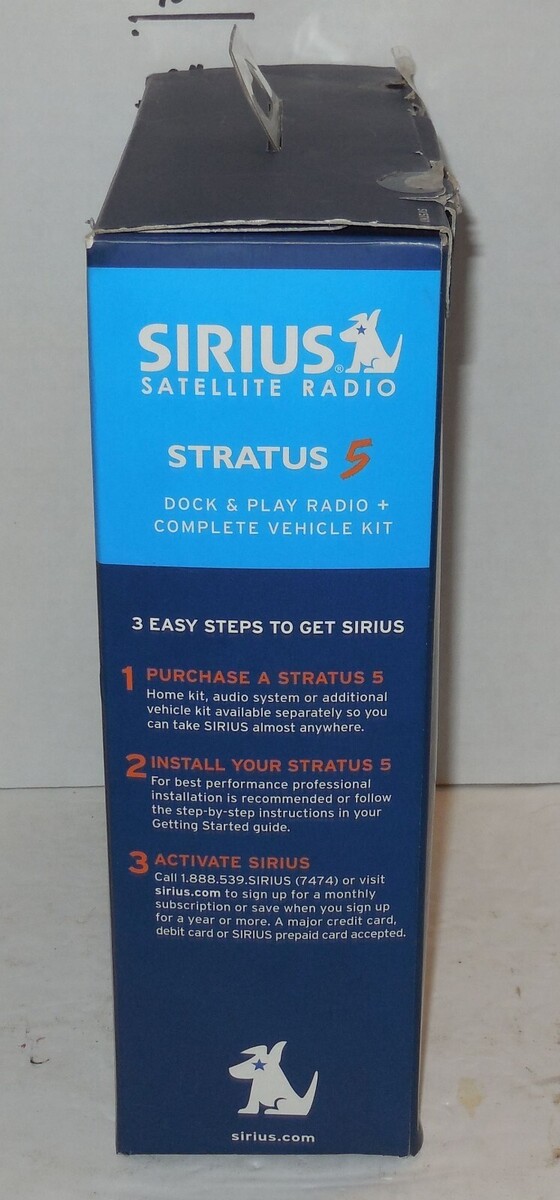 SIRIUS®
SATELLITE RADIO
STRATUS 5
DOCK & PLAY RADIO +
COMPLETE VEHICLE KIT
3 EASY STEPS TO GET SIRIUS
1 PURCHASE A STRATUS 5
Home kit, audio system or additional
vehicle kit available separately so you
can take SIRIUS almost anywhere.
2 INSTALL YOUR STRATUS 5
For best performance professional
installation is recommended or follow
the step-by-step instructions in your
Getting Started guide.
3 ACTIVATE SIRIUS
Call 1.888.539.SIRIUS (7474) or visit
sirius.com to sign up for a monthly
subscription or save when you sign up
for a year or more. A major credit card,
debit card or SIRIUS prepaid card accepted.
sirius.com